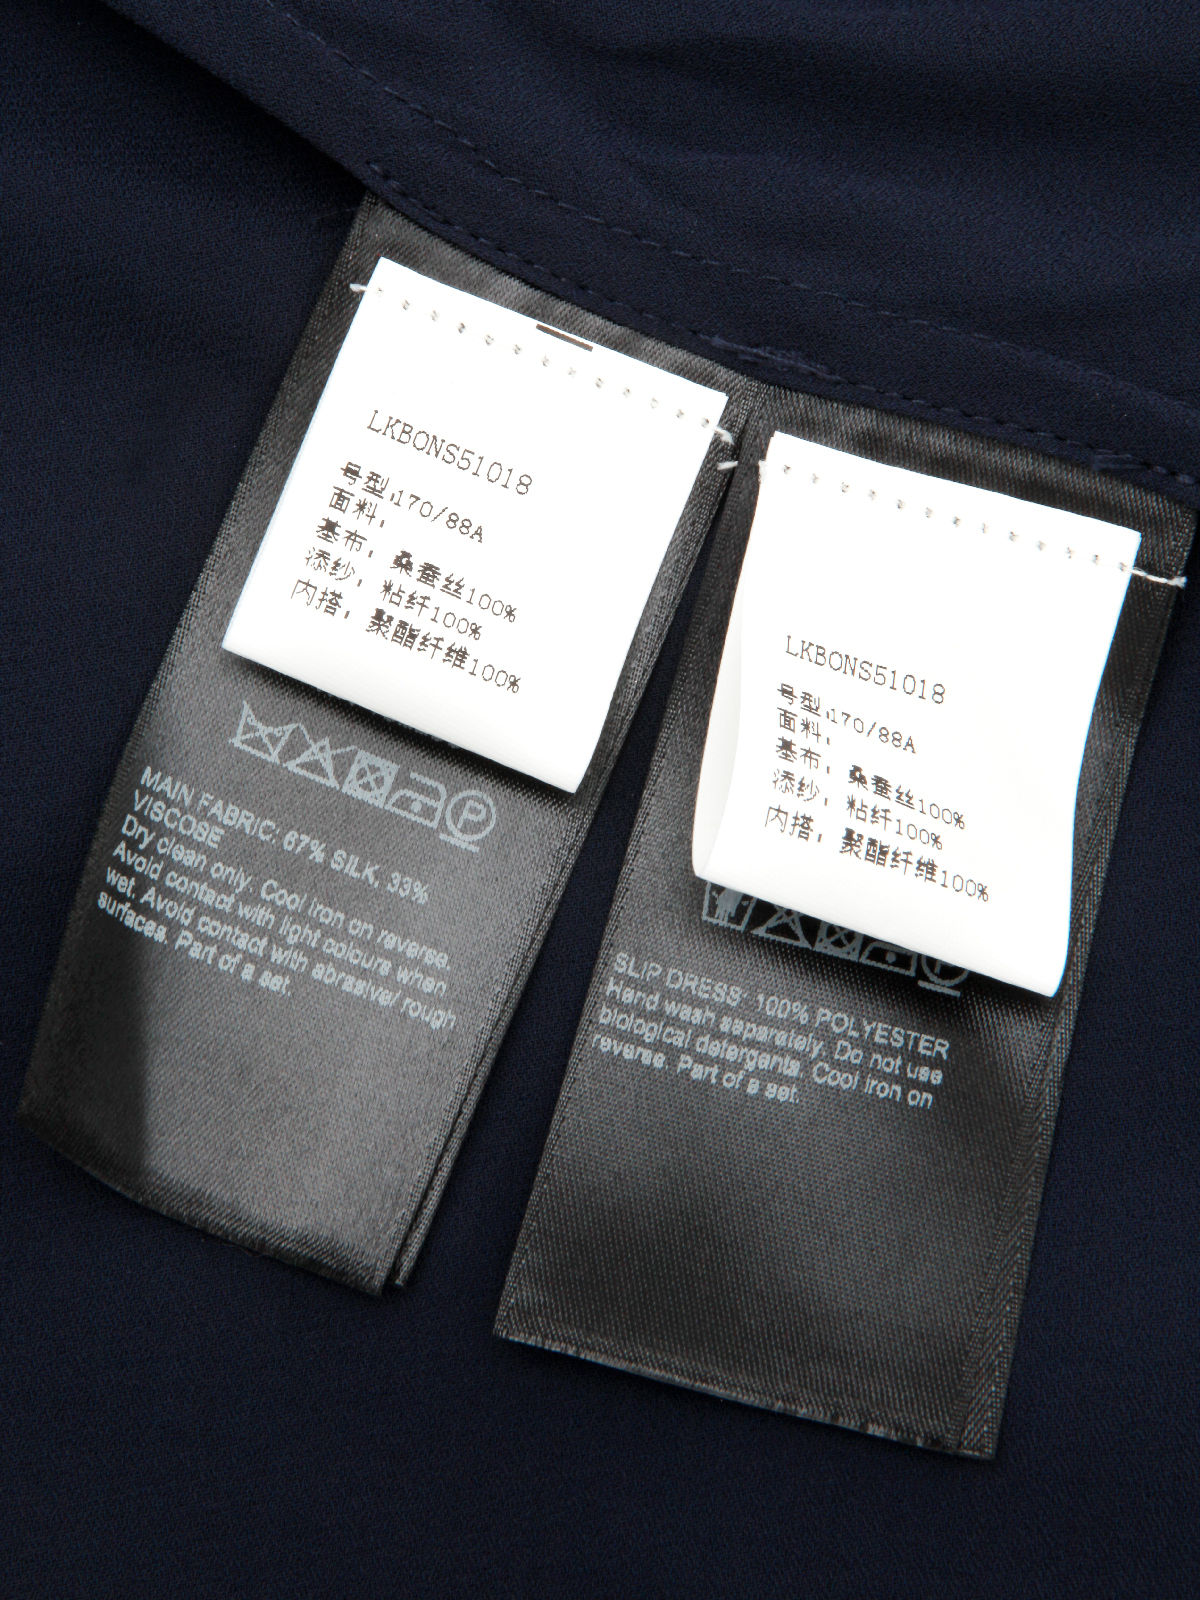 LKBONS51018
号型:170/88A
面料:
基布: 桑蚕丝100%
添纱: 粘纤100%
内搭: 聚酯纤维100%
P
MAIN FABRIC: 67% SILK, 33%
VISCOSE
Dry clean only. Cool iron on reverse.
Avoid contact with light colours when
wet. Avoid contact with abrasive/ rough
surfaces. Part of a set.
LKBONS51018
号型:170/88A
面料:
基布: 桑蚕丝100%
添纱: 粘纤100%
内搭: 聚酯纤维100%
SLIP DRESS: 100% POLYESTER
Hand wash separately. Do not use
biological detergents. Cool iron on
reverse. Part of a set.